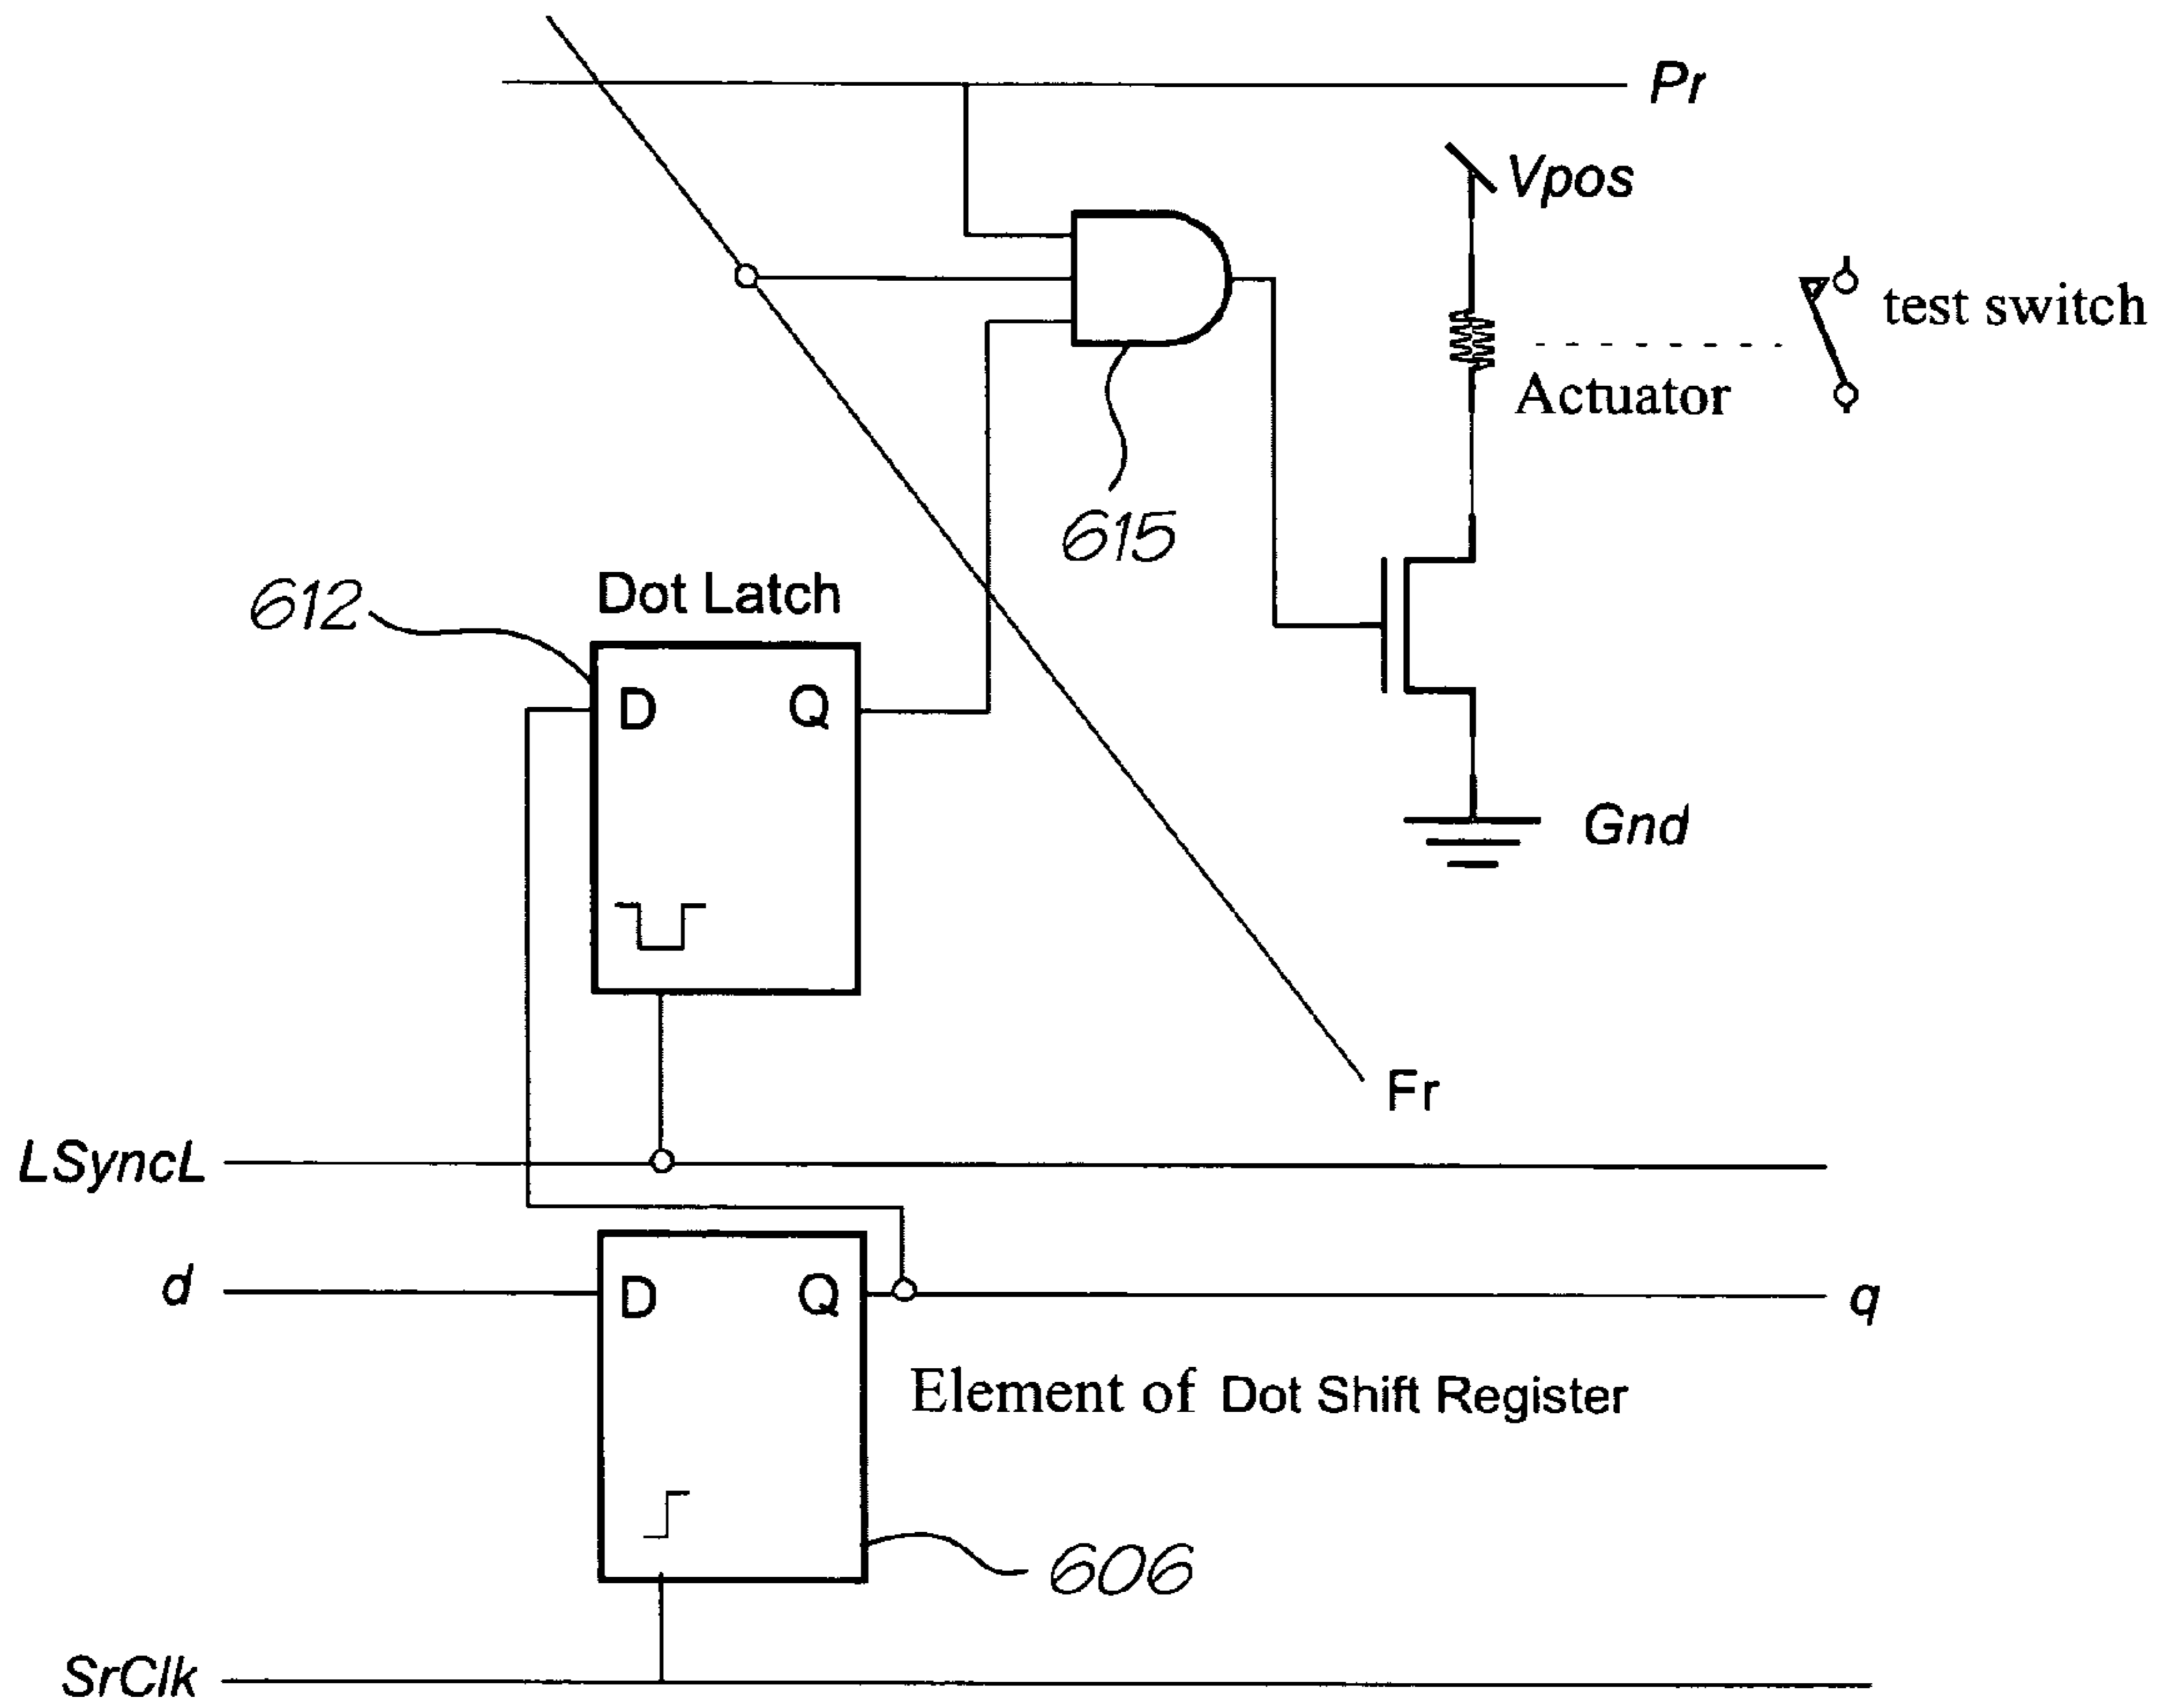 Pr
Vpos
test switch
Actuator
615
612
Dot Latch
D
Q
Gnd
Fr
LSyncL
d
D
Q
q
Element of Dot Shift Register
606
SrClk